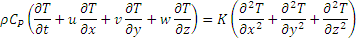 ρC_P(∂T/∂t + u ∂T/∂x + v ∂T/∂y + w ∂T/∂z) = K(∂²T/∂x² + ∂²T/∂y² + ∂²T/∂z²)